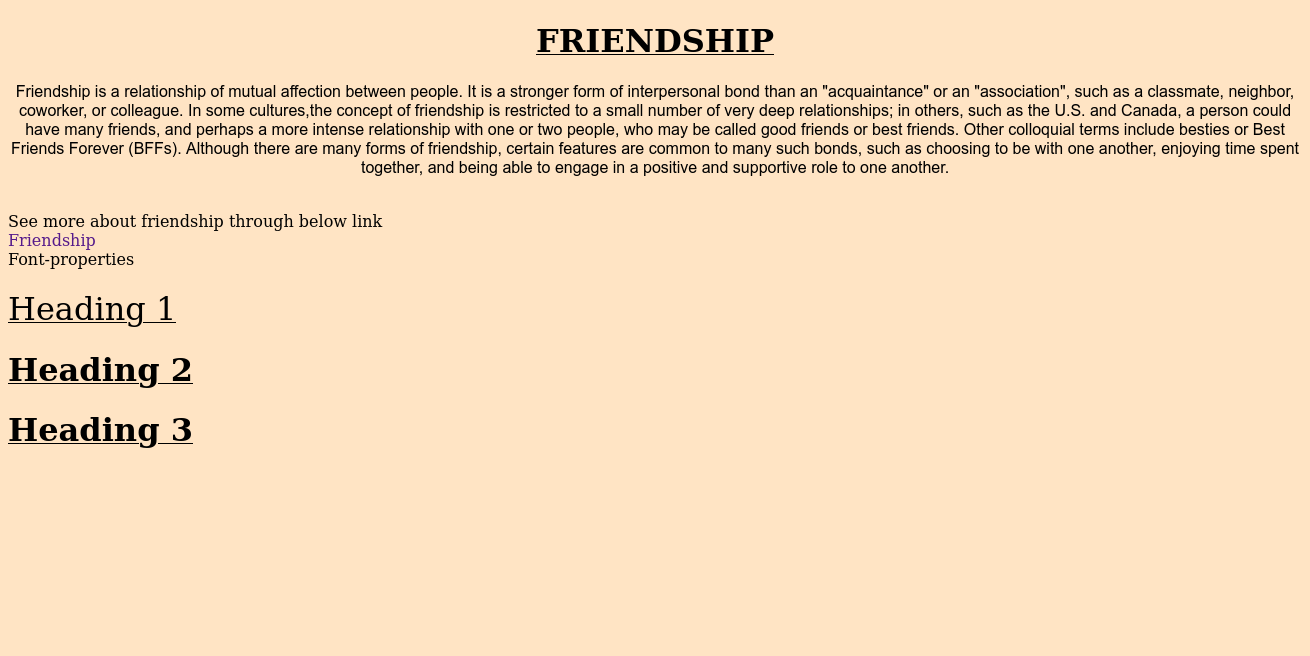 FRIENDSHIP
Friendship is a relationship of mutual affection between people. It is a stronger form of interpersonal bond than an "acquaintance" or an "association", such as a classmate, neighbor,
coworker, or colleague. In some cultures,the concept of friendship is restricted to a small number of very deep relationships; in others, such as the U.S. and Canada, a person could
have many friends, and perhaps a more intense relationship with one or two people, who may be called good friends or best friends. Other colloquial terms include besties or Best
Friends Forever (BFFs). Although there are many forms of friendship, certain features are common to many such bonds, such as choosing to be with one another, enjoying time spent
together, and being able to engage in a positive and supportive role to one another.
See more about friendship through below link
Friendship
Font-properties
Heading 1
Heading 2
Heading 3